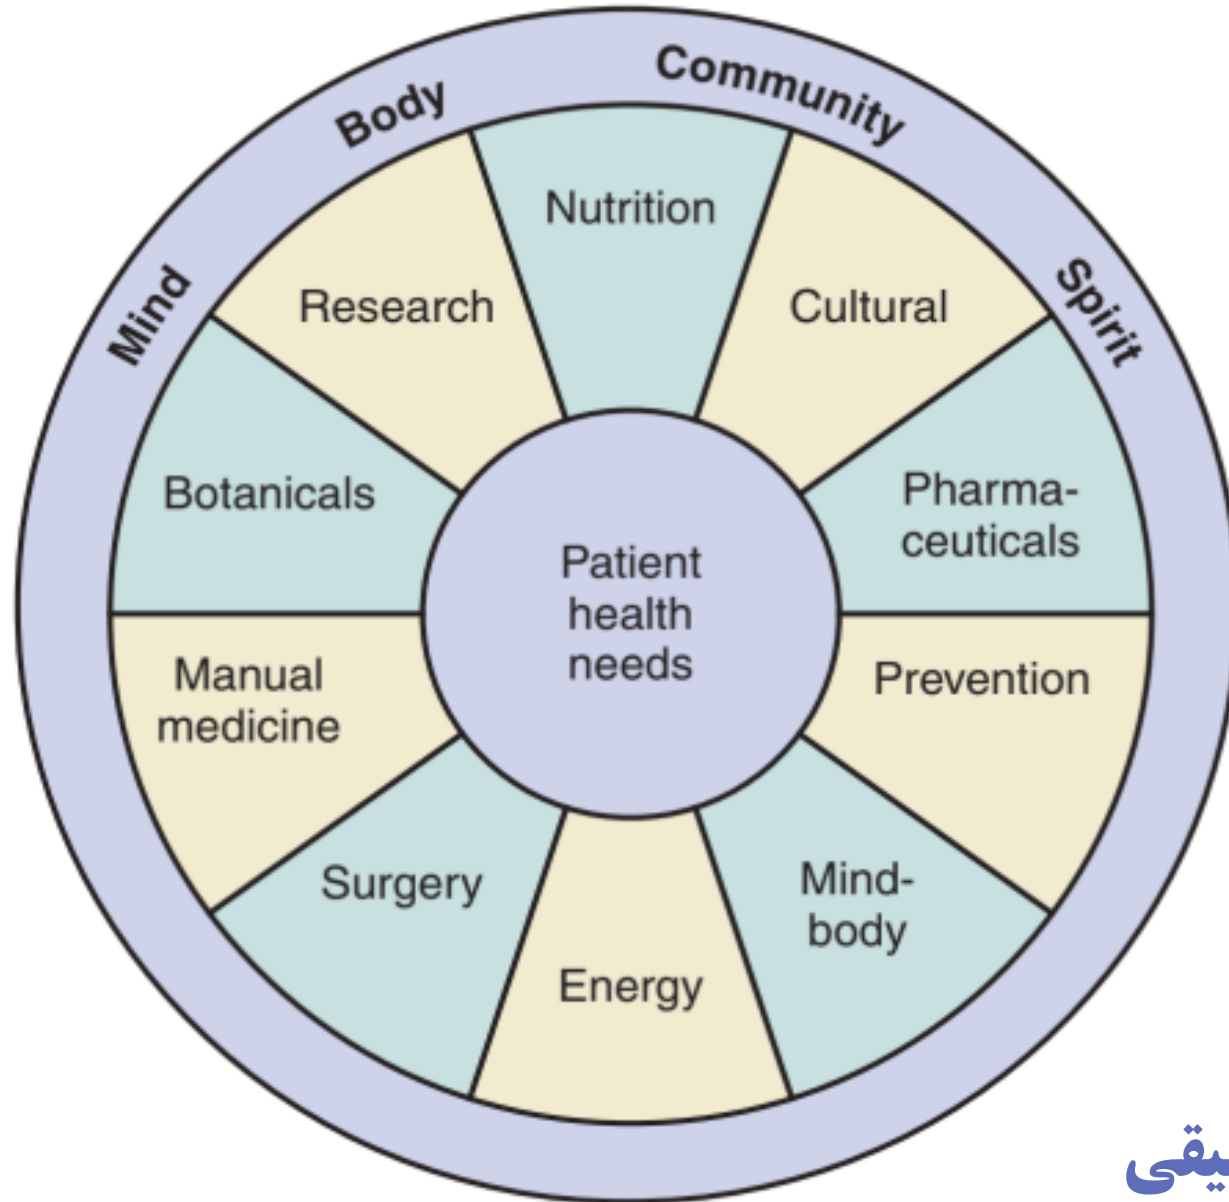 Body
Community
Mind
Spirit
Nutrition
Research
Cultural
Botanicals
Pharma-
ceuticals
Patient
health
needs
Manual
medicine
Prevention
Surgery
Mind-
body
Energy